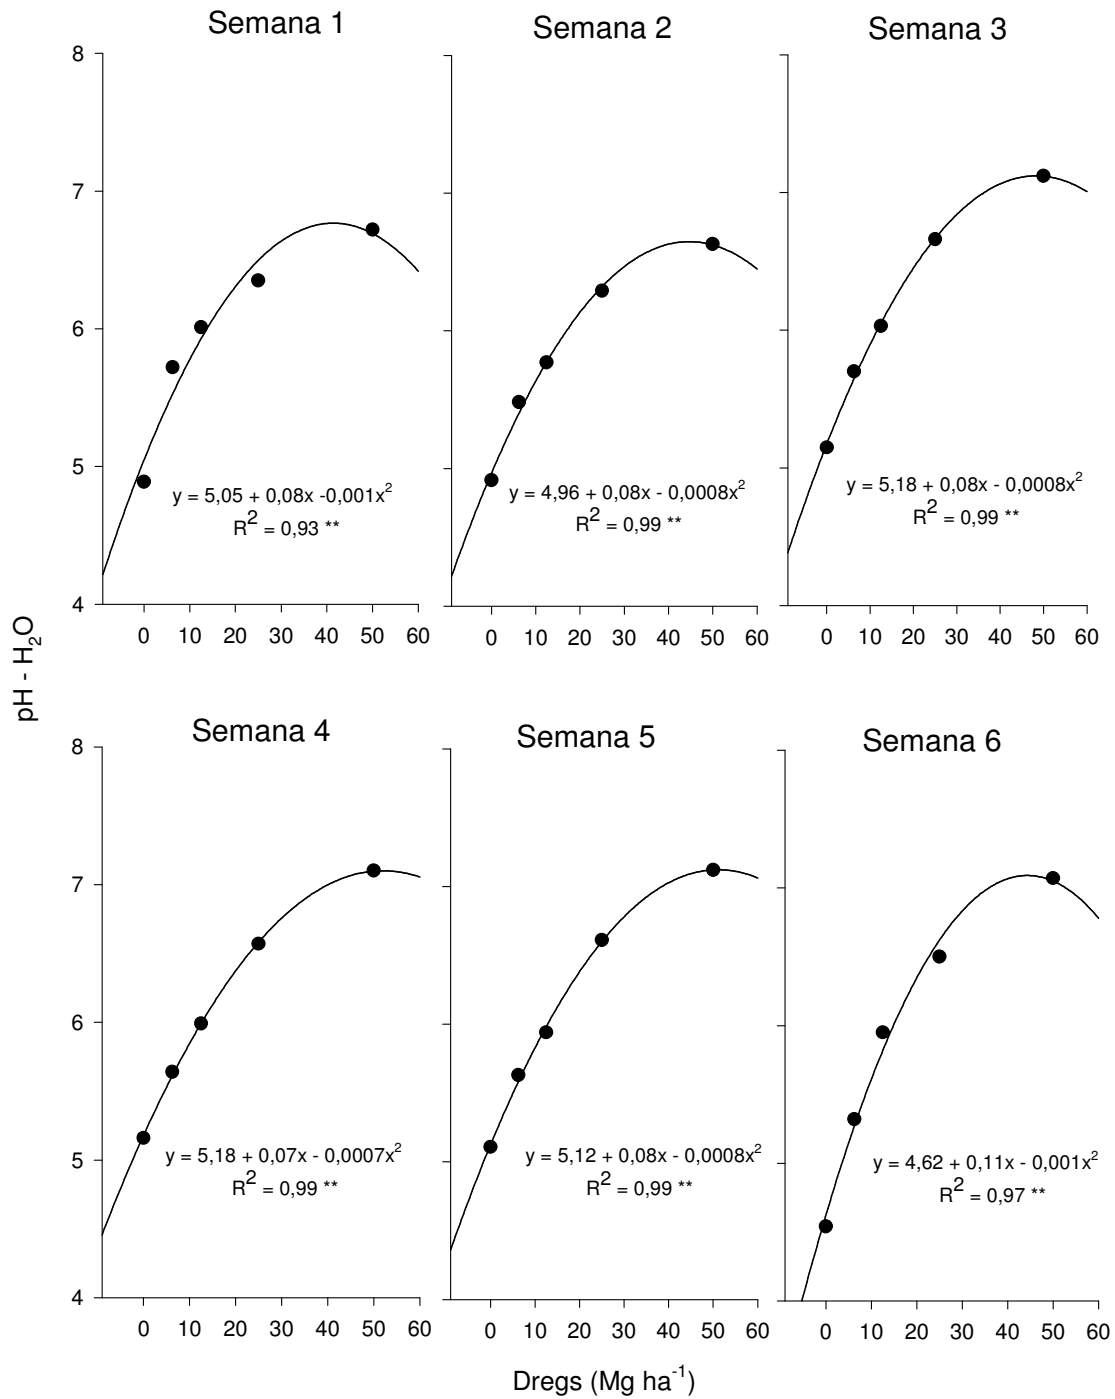 Semana 1
Semana 2
Semana 3
8
7
6
5
4
y = 5,05 + 0,08x -0,001x²
R² = 0,93 **
y = 4,96 + 0,08x - 0,0008x²
R² = 0,99 **
y = 5,18 + 0,08x - 0,0008x²
R² = 0,99 **
0 10 20 30 40 50 60
0 10 20 30 40 50 60
0 10 20 30 40 50 60
pH - H₂O
Semana 4
Semana 5
Semana 6
8
7
6
5
4
y = 5,18 + 0,07x - 0,0007x²
R² = 0,99 **
y = 5,12 + 0,08x - 0,0008x²
R² = 0,99 **
y = 4,62 + 0,11x - 0,001x²
R² = 0,97 **
0 10 20 30 40 50 60
0 10 20 30 40 50 60
0 10 20 30 40 50 60
Dregs (Mg ha⁻¹)